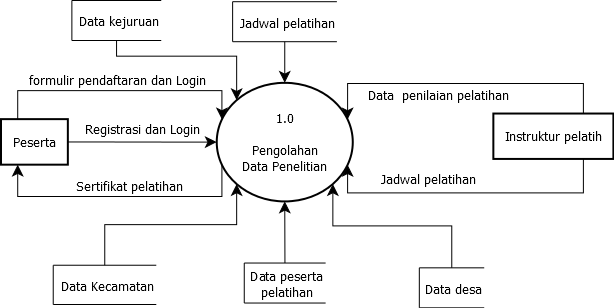 Data kejuruan
Jadwal pelatihan
formulir pendaftaran dan Login
Data  penilaian pelatihan
1.0
Registrasi dan Login
Peserta
Instruktur pelatih
Pengolahan
Data Penelitian
Sertifikat pelatihan
Jadwal pelatihan
Data Kecamatan
Data peserta
pelatihan
Data desa